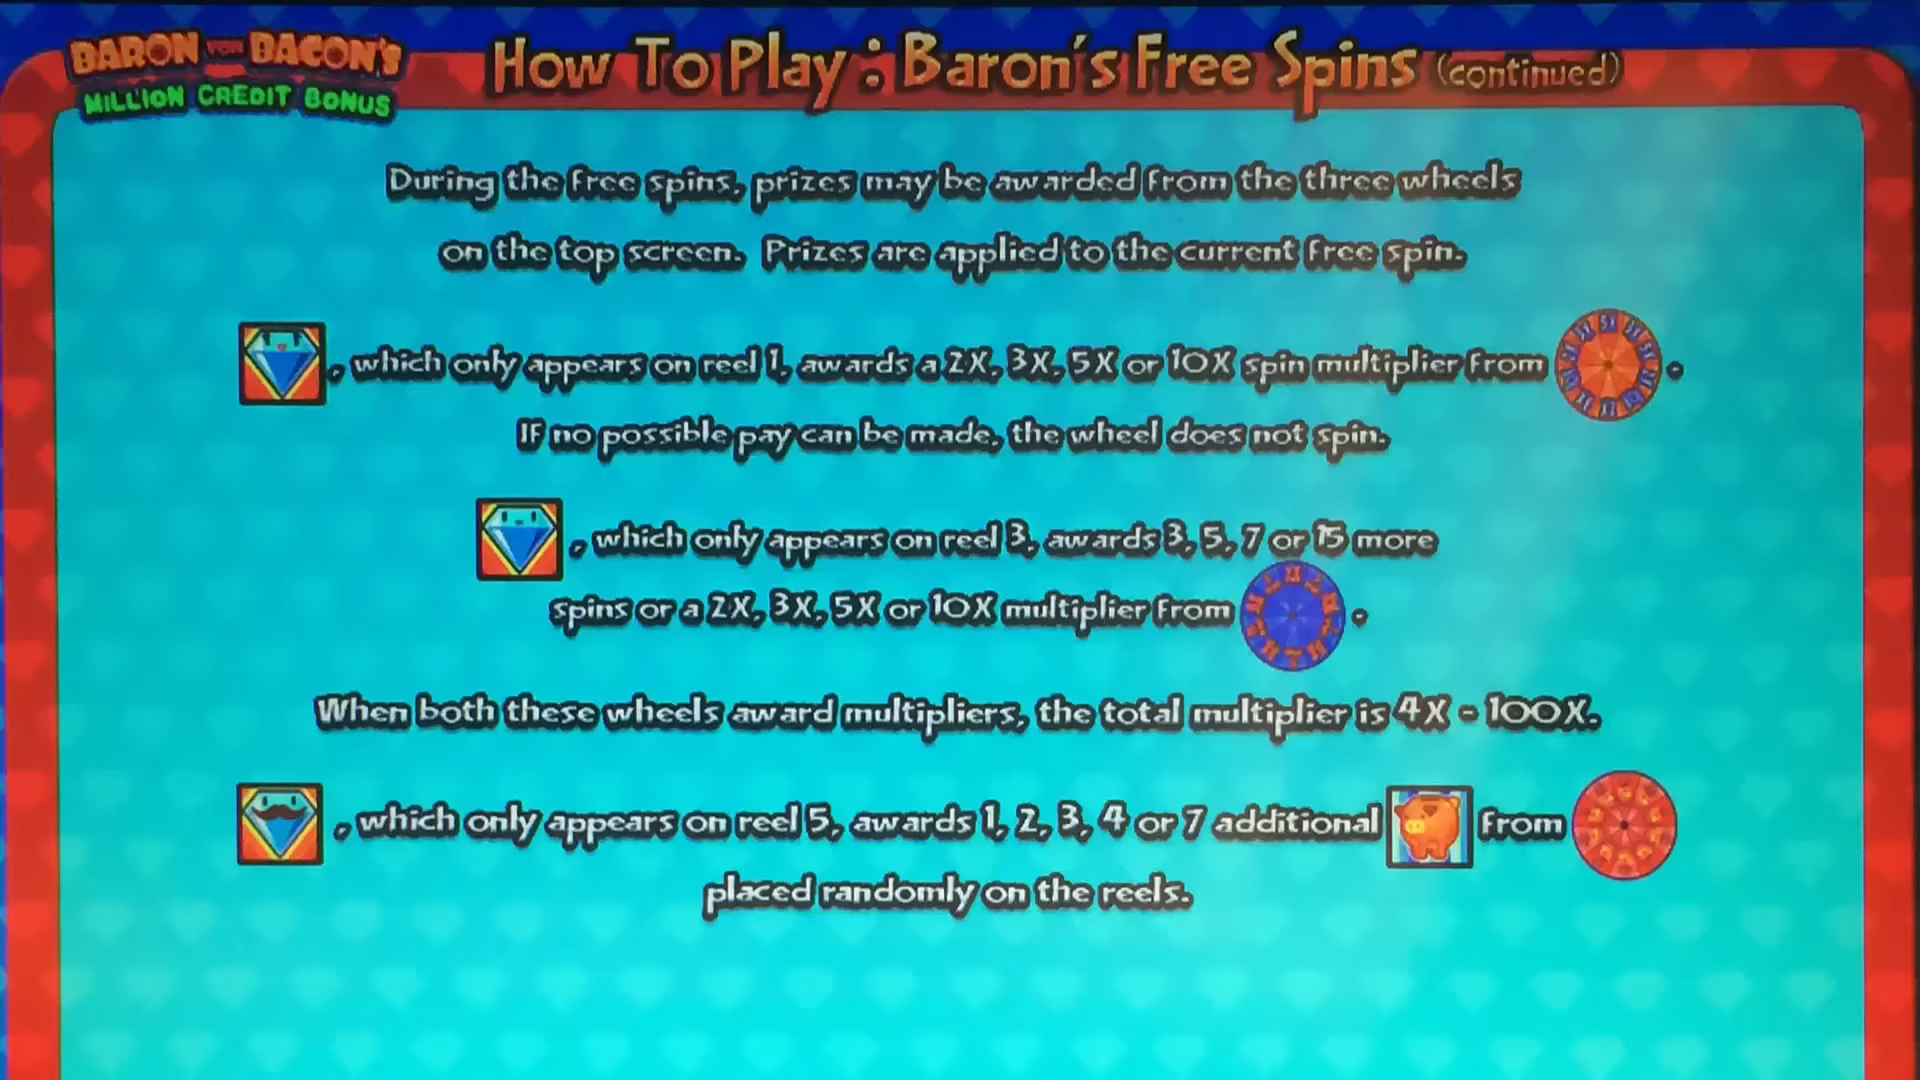 BARON VON BACON'S
MILLION CREDIT BONUS
How To Play: Baron's Free Spins (continued)
During the free spins, prizes may be awarded from the three wheels
on the top screen. Prizes are applied to the current free spin.
, which only appears on reel 1, awards a 2X, 3X, 5X or 10X spin multiplier from .
If no possible pay can be made, the wheel does not spin.
, which only appears on reel 3, awards 3, 5, 7 or 15 more
spins or a 2X, 3X, 5X or 10X multiplier from .
When both these wheels award multipliers, the total multiplier is 4X - 100X.
, which only appears on reel 5, awards 1, 2, 3, 4 or 7 additional from
placed randomly on the reels.